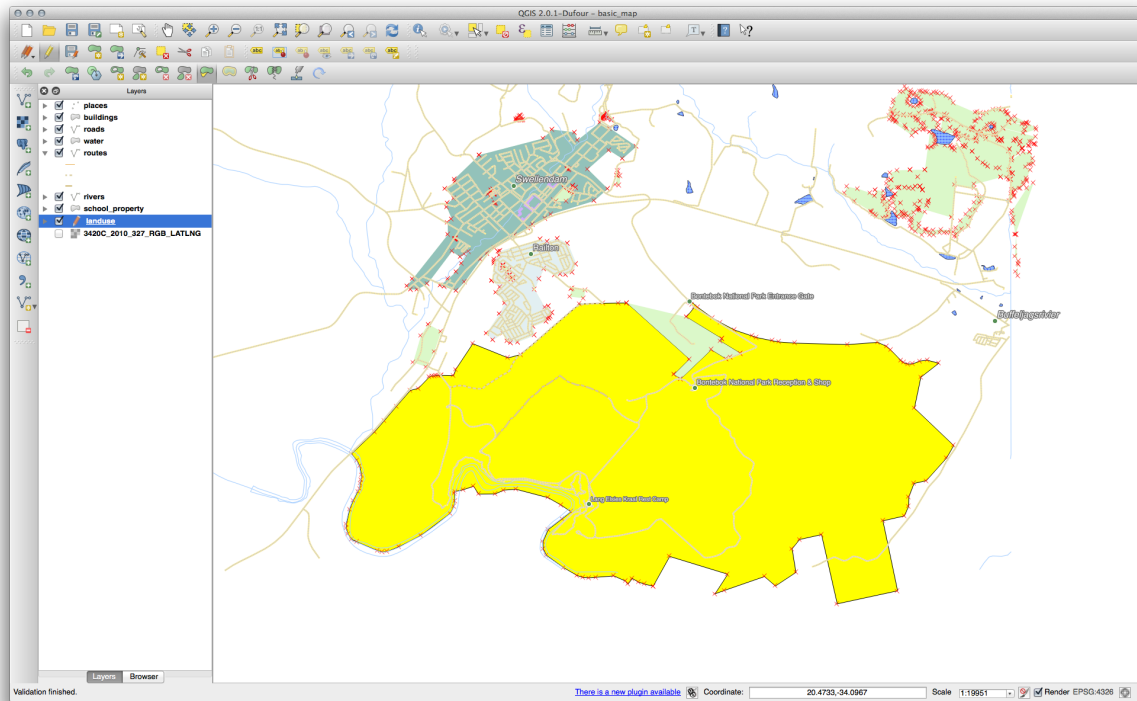 QGIS 2.0.1-Dufour - basic_map
Layers
places
buildings
roads
water
routes
rivers
school_property
landuse
3420C_2010_327_RGB_LATLNG
Swellendam
Railton
Bontebok National Park Entrance Gate
Buffeljagsrivier
Bontebok National Park Reception & Shop
Lang Elsies Kraal Rest Camp
Layers Browser
Validation finished. There is a new plugin available Coordinate: 20.4733,-34.0967 Scale 1:19951 Render EPSG:4326